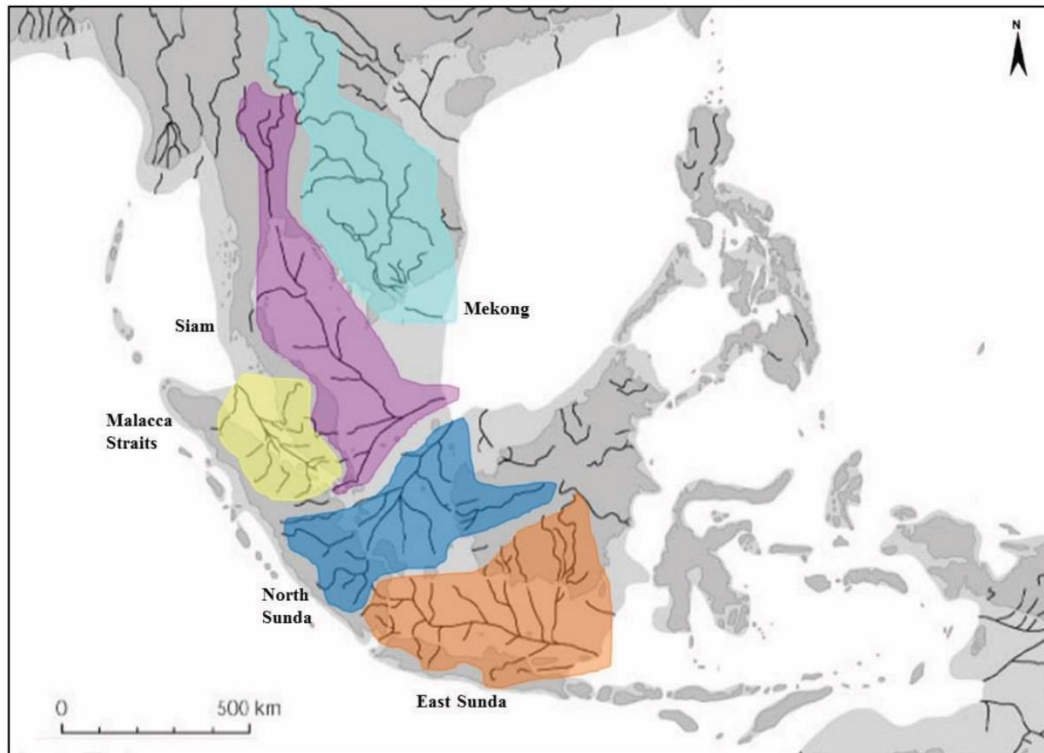 N
Siam
Mekong
Malacca
Straits
North
Sunda
East Sunda
0 500 km